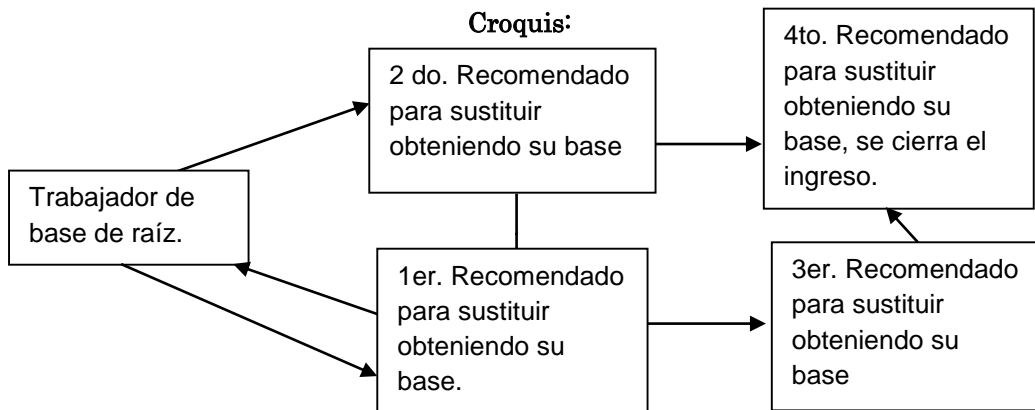 Croquis:
Trabajador de
base de raíz.
2 do. Recomendado
para sustituir
obteniendo su base
1er. Recomendado
para sustituir
obteniendo su
base.
4to. Recomendado
para sustituir
obteniendo su
base, se cierra el
ingreso.
3er. Recomendado
para sustituir
obteniendo su
base